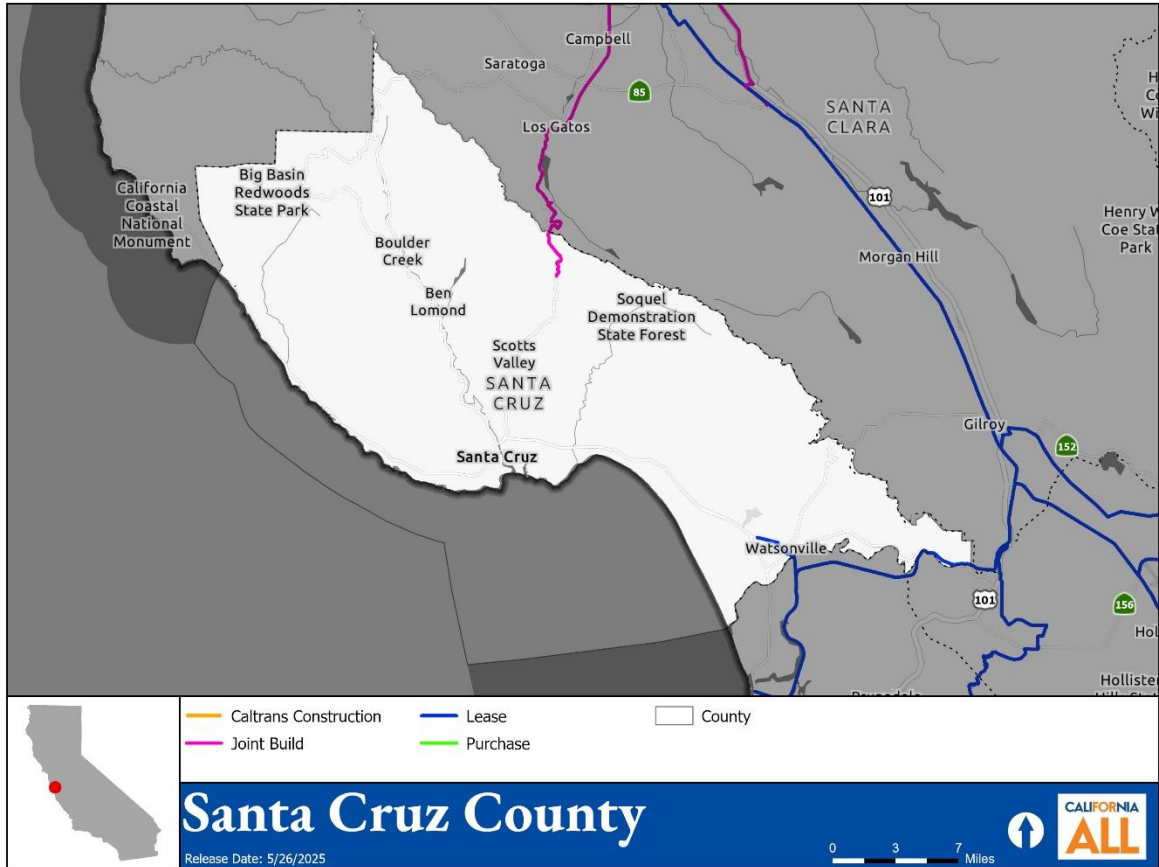 Campbell
Saratoga
85
SANTA
CLARA
Los Gatos
California
Coastal
National
Monument
Big Basin
Redwoods
State Park
101
Henry W
Coe Stat
Park
Boulder
Creek
Morgan Hill
Ben
Lomond
Soquel
Demonstration
State Forest
Scotts
Valley
SANTA
CRUZ
Gilroy
152
Santa Cruz
Watsonville
101
156
Hol
Hollister
Caltrans Construction
Lease
County
Joint Build
Purchase
Santa Cruz County
Release Date: 5/26/2025
0 3 7
Miles
CALIFORNIA
ALL